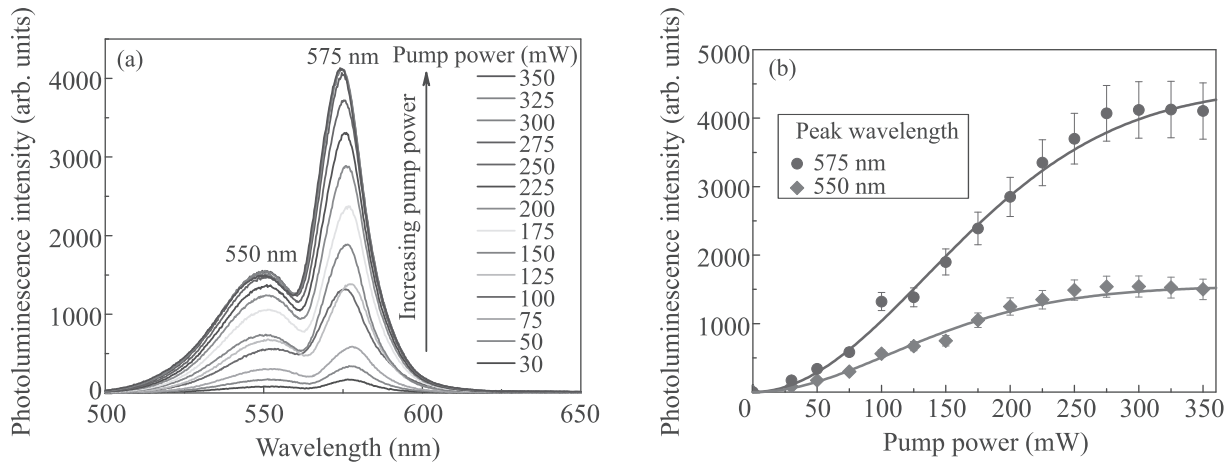 (a)
575 nm
550 nm
Pump power (mW)
350
325
300
275
250
225
200
175
150
125
100
75
50
30
Increasing pump power
Photoluminescence intensity (arb. units)
4000
3000
2000
1000
0
500
550
600
650
Wavelength (nm)
(b)
Peak wavelength
575 nm
550 nm
Photoluminescence intensity (arb. units)
5000
4000
3000
2000
1000
0
50
100
150
200
250
300
350
Pump power (mW)